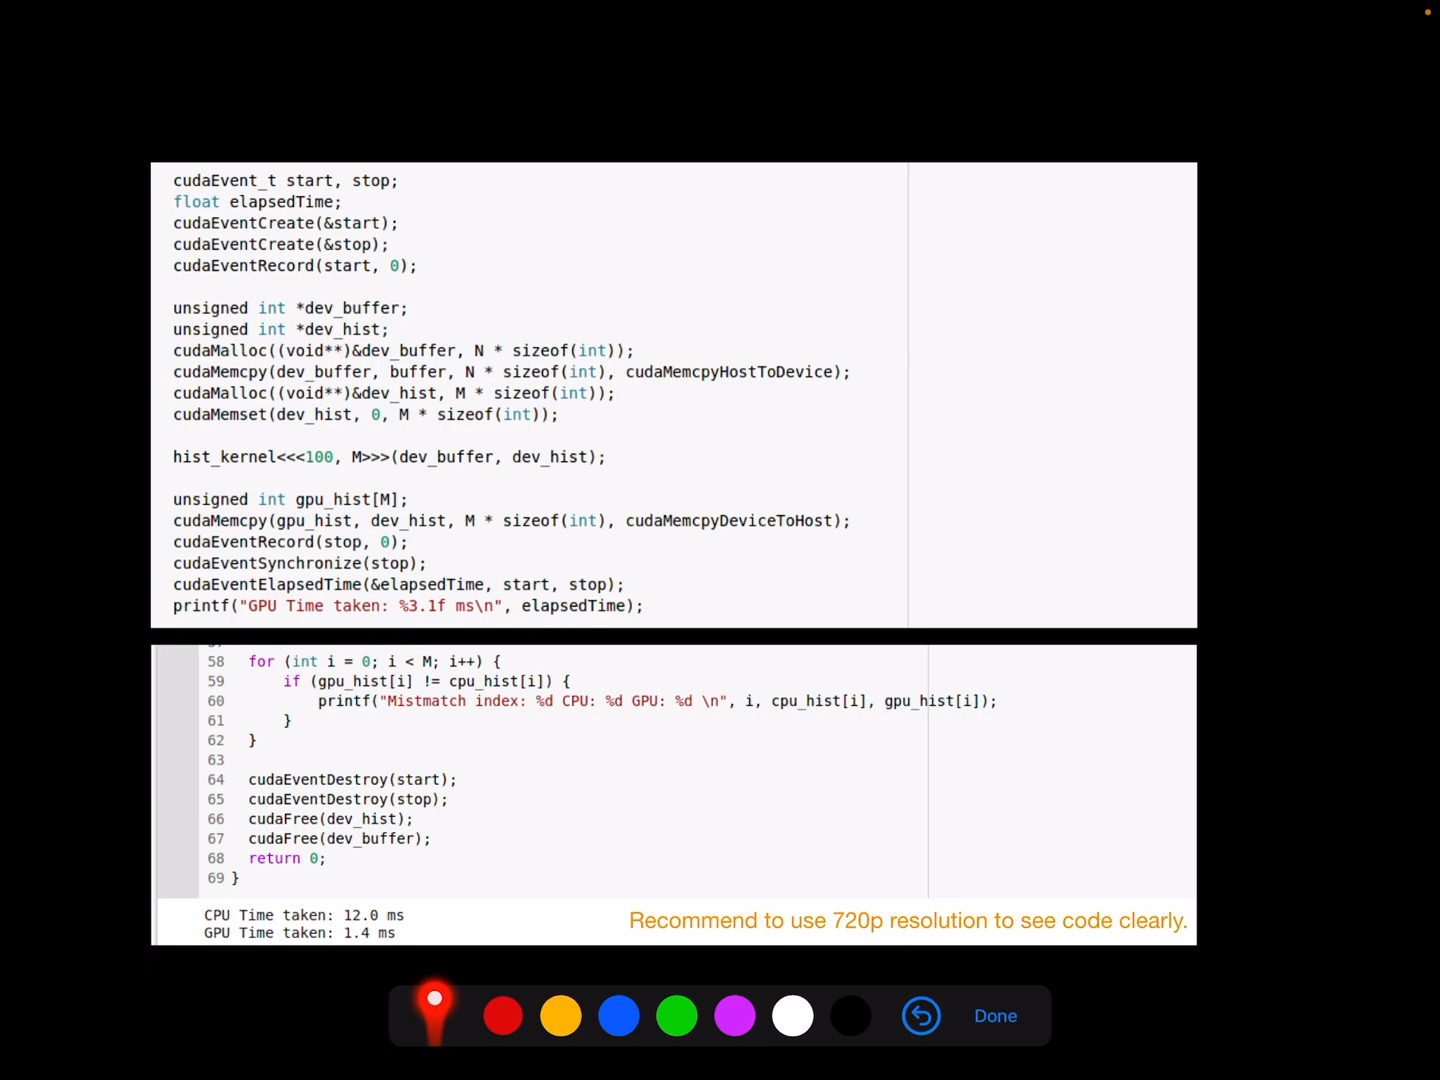 cudaEvent_t start, stop;
float elapsedTime;
cudaEventCreate(&start);
cudaEventCreate(&stop);
cudaEventRecord(start, 0);
unsigned int *dev_buffer;
unsigned int *dev_hist;
cudaMalloc((void**)&dev_buffer, N * sizeof(int));
cudaMemcpy(dev_buffer, buffer, N * sizeof(int), cudaMemcpyHostToDevice);
cudaMalloc((void**)&dev_hist, M * sizeof(int));
cudaMemset(dev_hist, 0, M * sizeof(int));
hist_kernel<<<100, M>>>(dev_buffer, dev_hist);
unsigned int gpu_hist[M];
cudaMemcpy(gpu_hist, dev_hist, M * sizeof(int), cudaMemcpyDeviceToHost);
cudaEventRecord(stop, 0);
cudaEventSynchronize(stop);
cudaEventElapsedTime(&elapsedTime, start, stop);
printf("GPU Time taken: %3.1f ms\n", elapsedTime);
58 for (int i = 0; i < M; i++) {
59 if (gpu_hist[i] != cpu_hist[i]) {
60 printf("Mistmatch index: %d CPU: %d GPU: %d \n", i, cpu_hist[i], gpu_hist[i]);
61 }
62 }
63
64 cudaEventDestroy(start);
65 cudaEventDestroy(stop);
66 cudaFree(dev_hist);
67 cudaFree(dev_buffer);
68 return 0;
69 }
CPU Time taken: 12.0 ms
GPU Time taken: 1.4 ms
Recommend to use 720p resolution to see code clearly.
Done